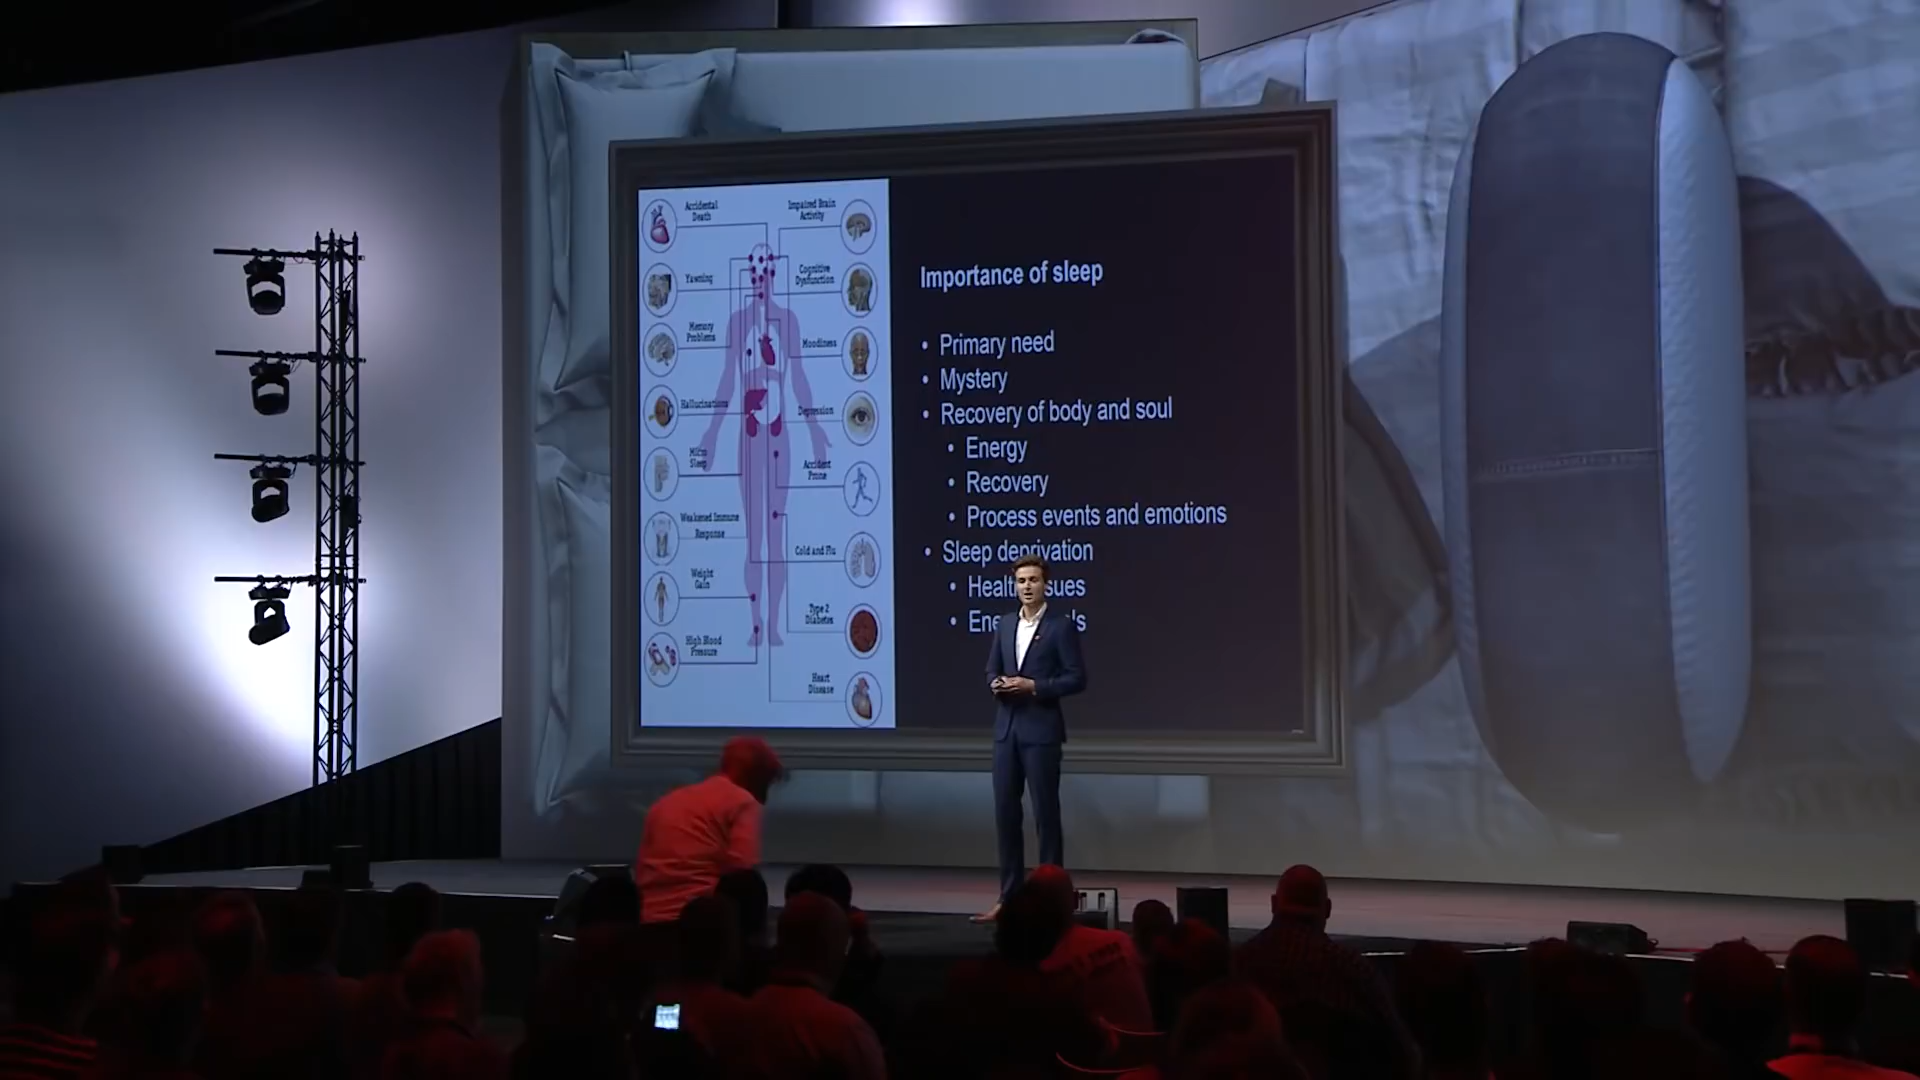 Accidental
Death
Impaired Brain
Activity
Yawning
Cognitive
Dysfunction
Memory
Problems
Moodiness
Hallucinations
Depression
Micro
Sleep
Accident
Prone
Weakened Immune
Response
Cold and Flu
Weight
Gain
Type 2
Diabetes
High Blood
Pressure
Heart
Disease
Importance of sleep
• Primary need
• Mystery
• Recovery of body and soul
• Energy
• Recovery
• Process events and emotions
• Sleep deprivation
• Health